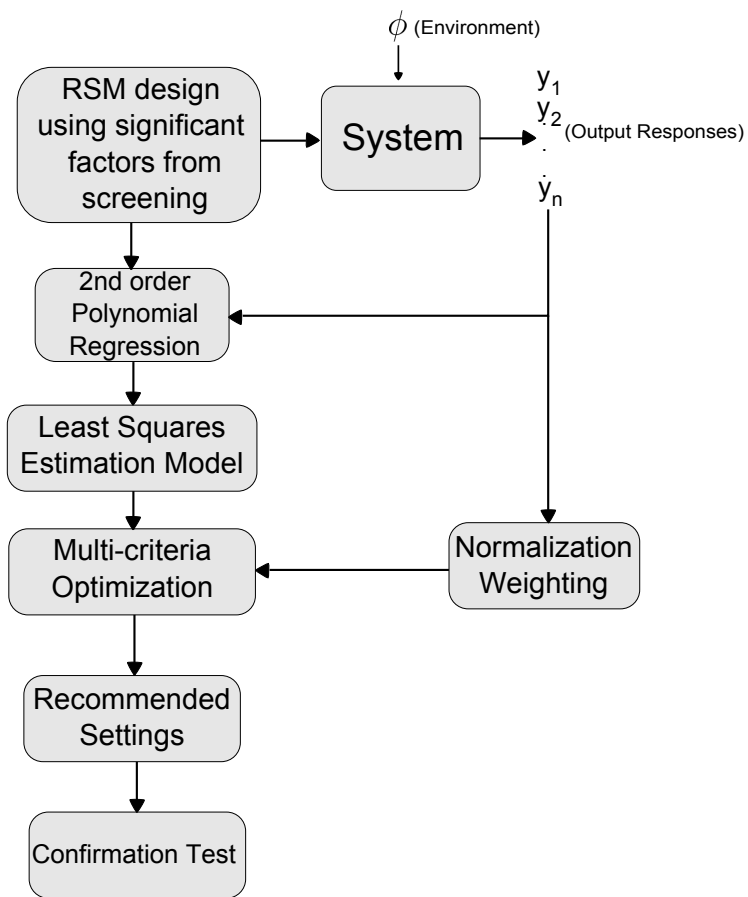 ϕ (Environment)
RSM design
using significant
factors from
screening
System
y1
y2
.
.
.
yn
(Output Responses)
2nd order
Polynomial
Regression
Least Squares
Estimation Model
Multi-criteria
Optimization
Normalization
Weighting
Recommended
Settings
Confirmation Test